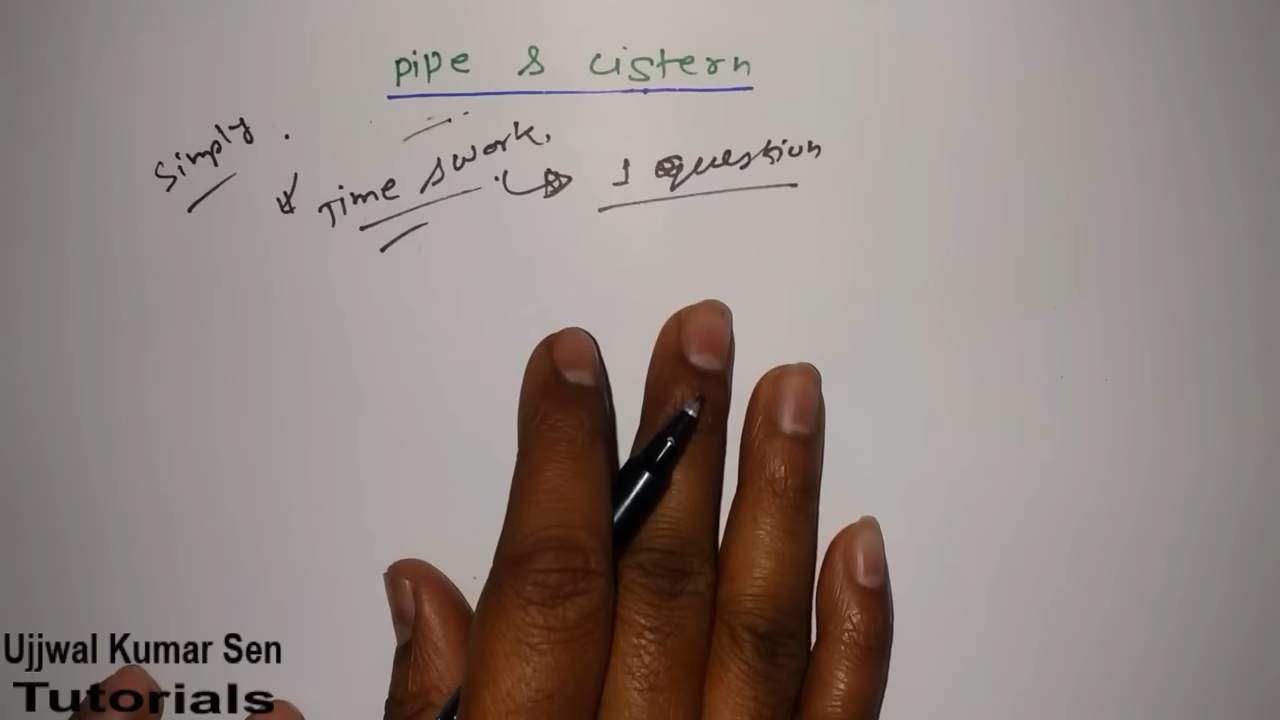 pipe & cistern
Simply.
* Time & work. → 1 question
Ujjwal Kumar Sen
Tutorials